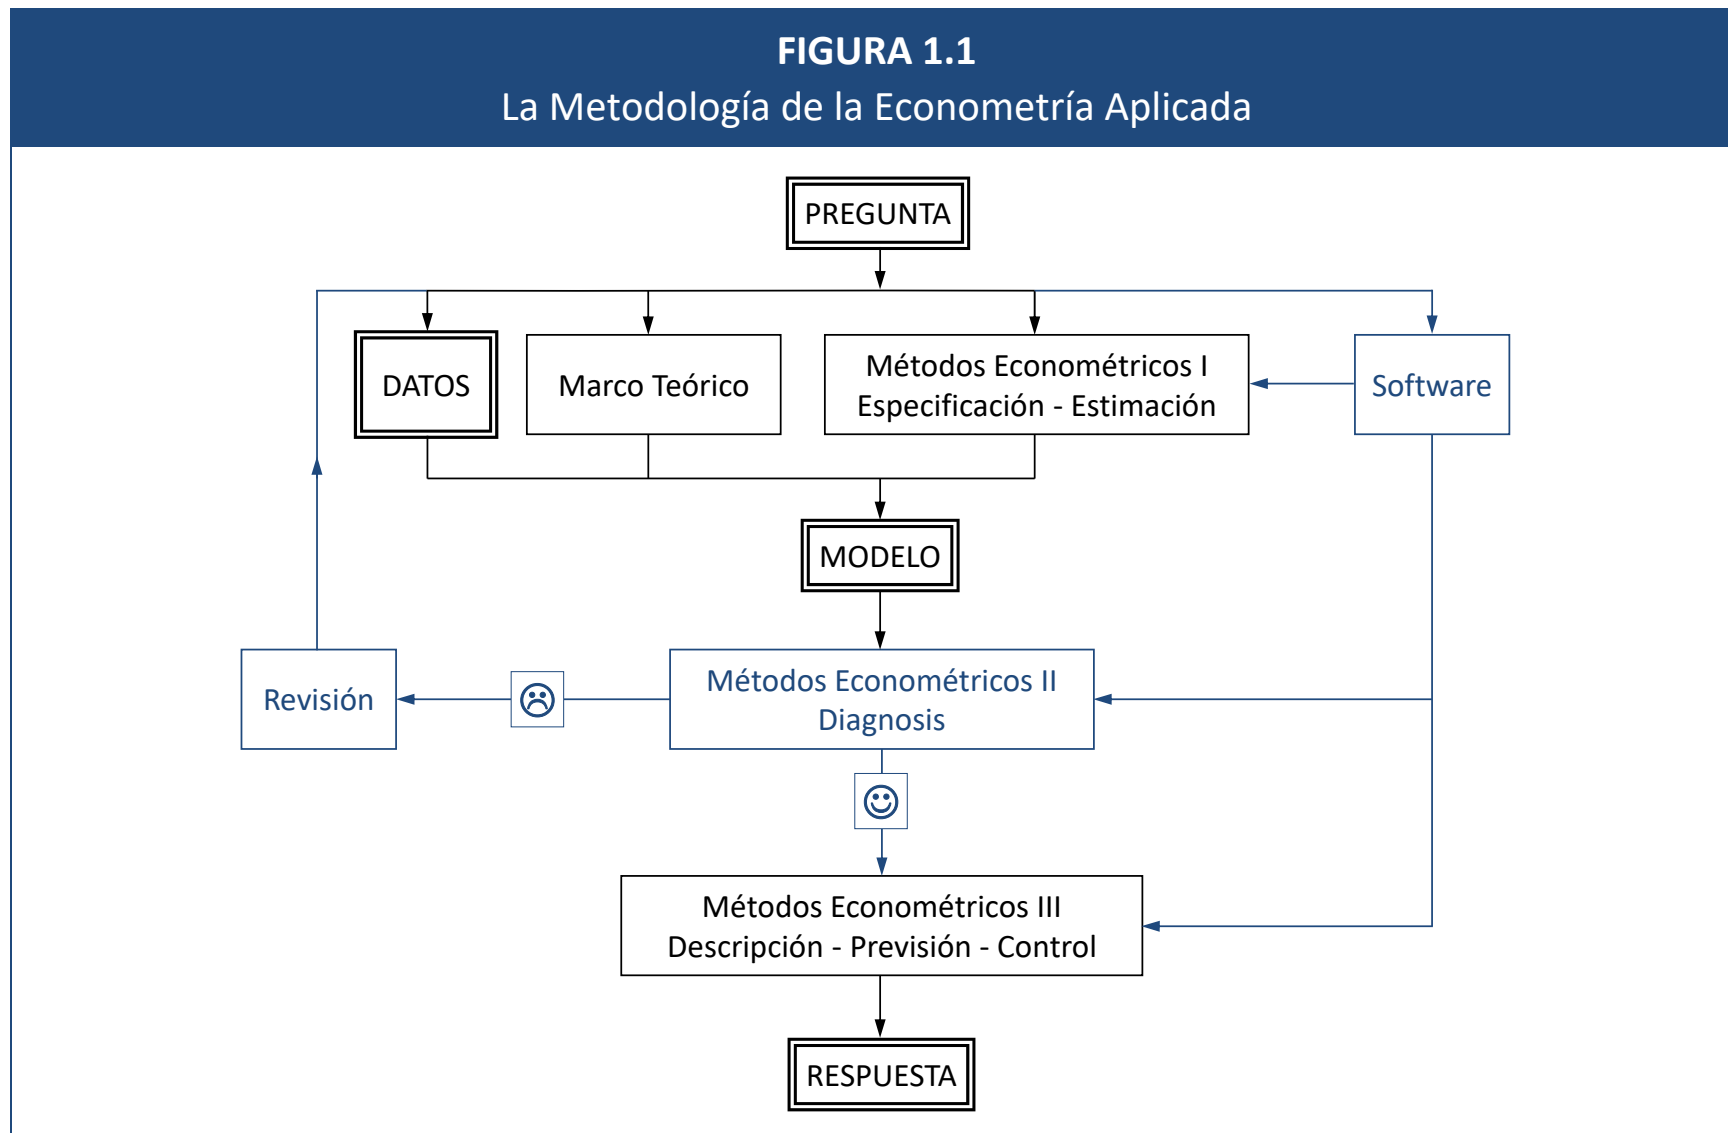 FIGURA 1.1
La Metodología de la Econometría Aplicada
PREGUNTA
DATOS
Marco Teórico
Métodos Econométricos I
Especificación - Estimación
Software
MODELO
Revisión
Métodos Econométricos II
Diagnosis
Métodos Econométricos III
Descripción - Previsión - Control
RESPUESTA